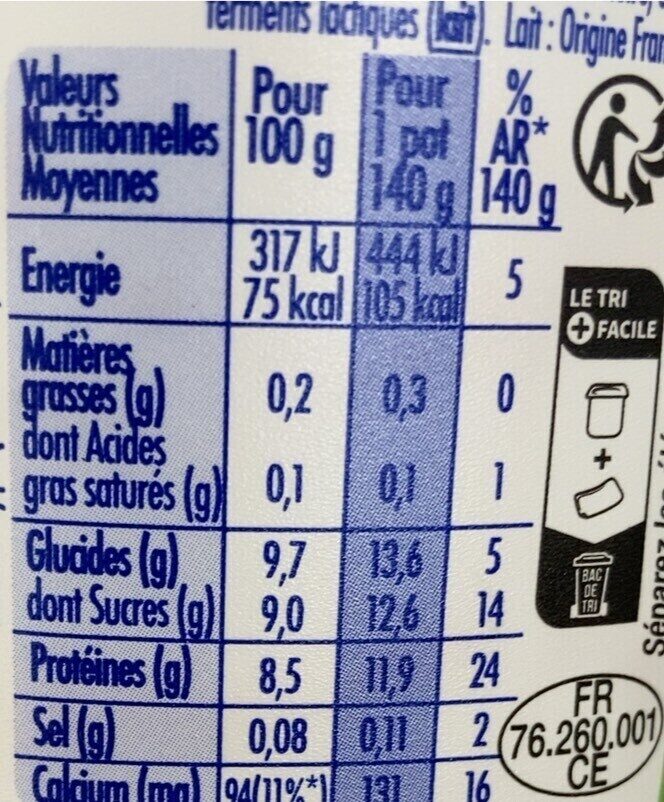 ferments lactiques (lait). Lait : Origine
Valeurs Nutritionnelles Moyennes Pour 100 g Pour 1 pot 140 g % AR* 140 g
Energie 317 kJ 75 kcal 444 kJ 105 kcal 5
Matières grasses (g) 0,2 0,3 0
dont Acides gras saturés (g) 0,1 0,1 1
Glucides (g) 9,7 13,6 5
dont Sucres (g) 9,0 12,6 14
Protéines (g) 8,5 11,9 24
Sel (g) 0,08 0,11 2
Calcium (mg) 94(11%*) 131 16
LE TRI
+ FACILE
+
BAC
DE
TRI
Séparez
FR
76.260.001
CE